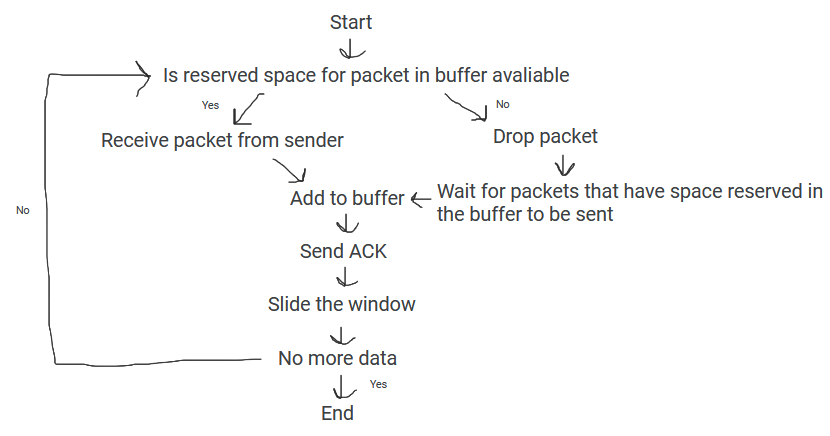 Start
Is reserved space for packet in buffer avaliable
Yes
No
Receive packet from sender
Drop packet
Add to buffer
Wait for packets that have space reserved in
the buffer to be sent
No
Send ACK
Slide the window
No more data
Yes
End